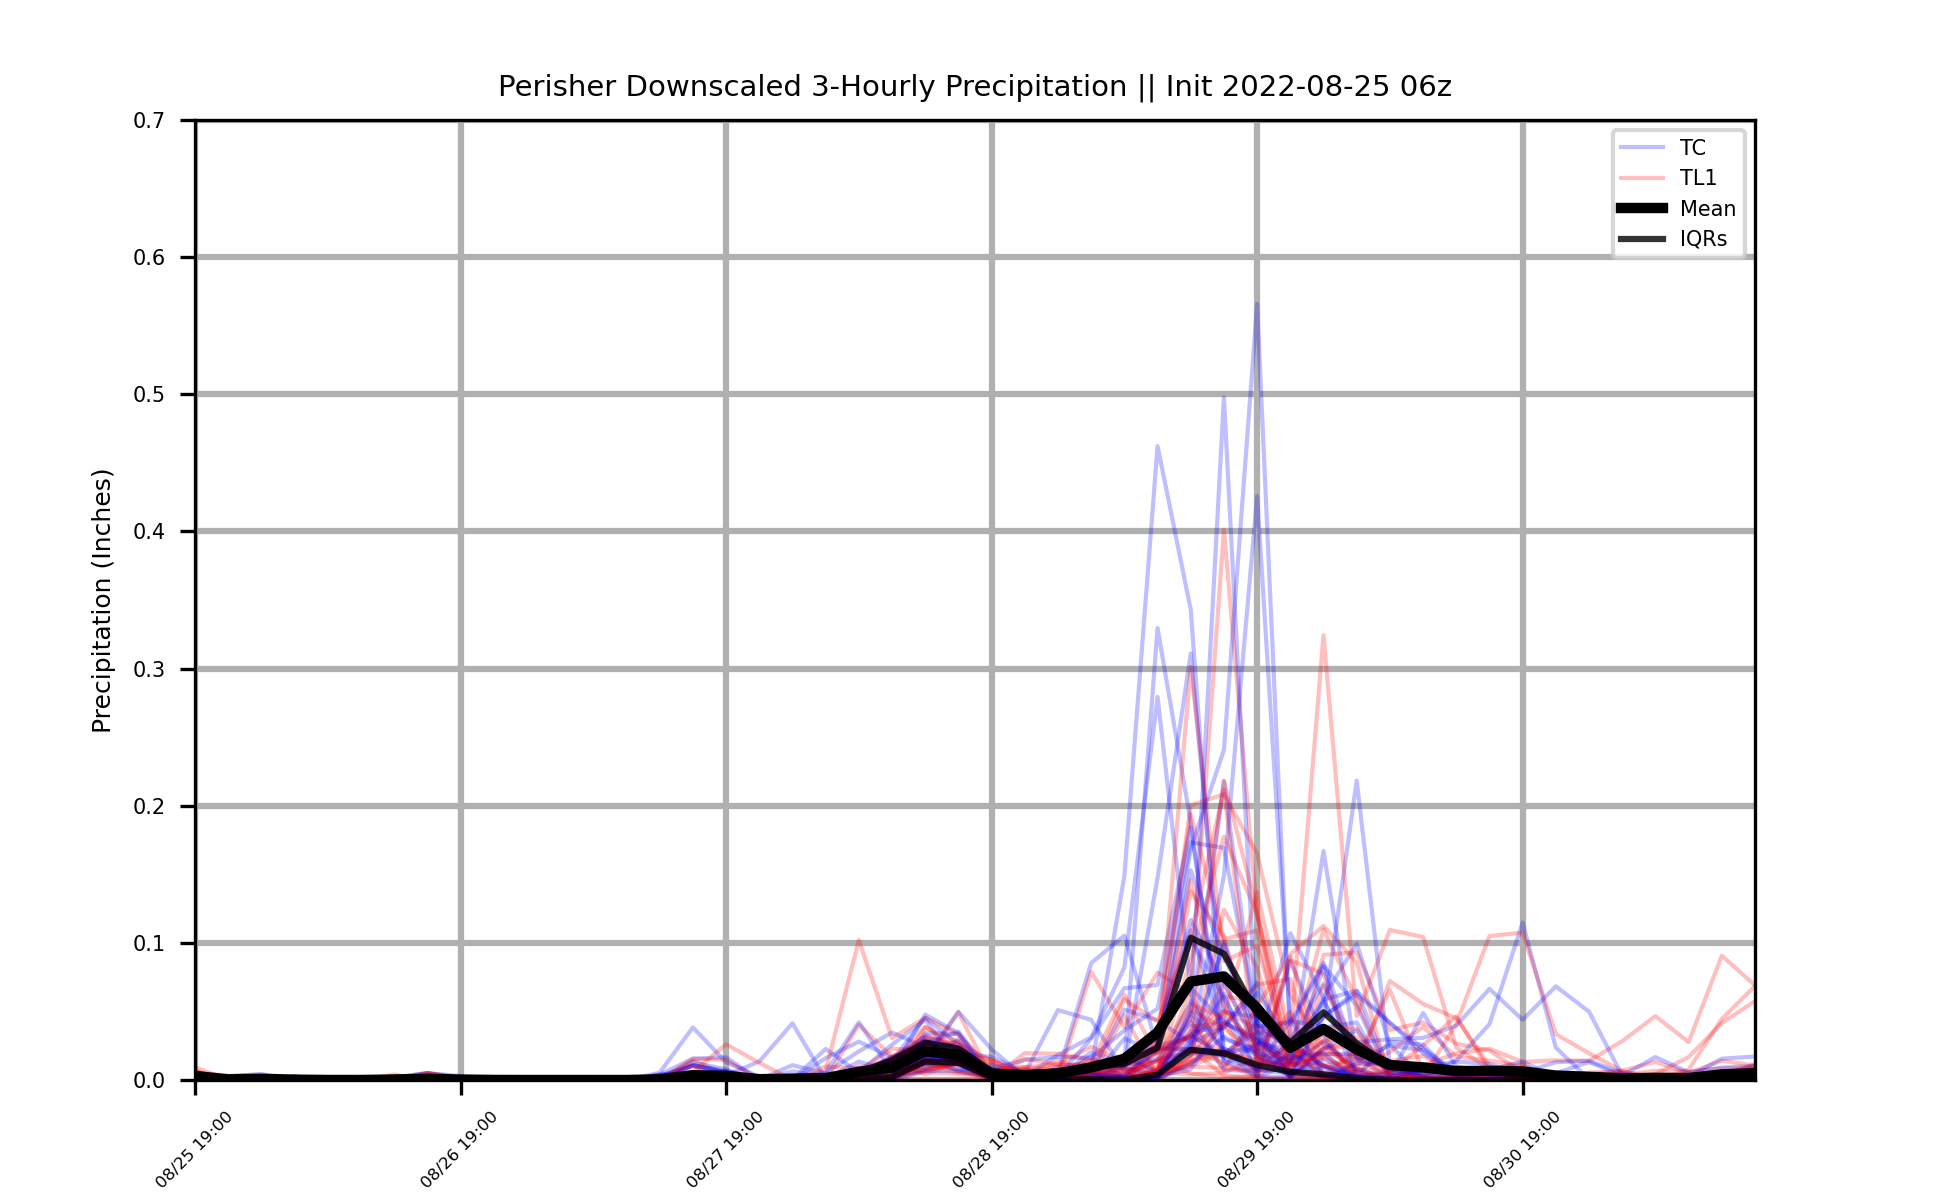 Perisher Downscaled 3-Hourly Precipitation || Init 2022-08-25 06z
0.7
0.6
0.5
0.4
0.3
0.2
0.1
0.0
Precipitation (Inches)
TC
TL1
Mean
IQRs
08/25 19:00
08/26 19:00
08/27 19:00
08/28 19:00
08/29 19:00
08/30 19:00